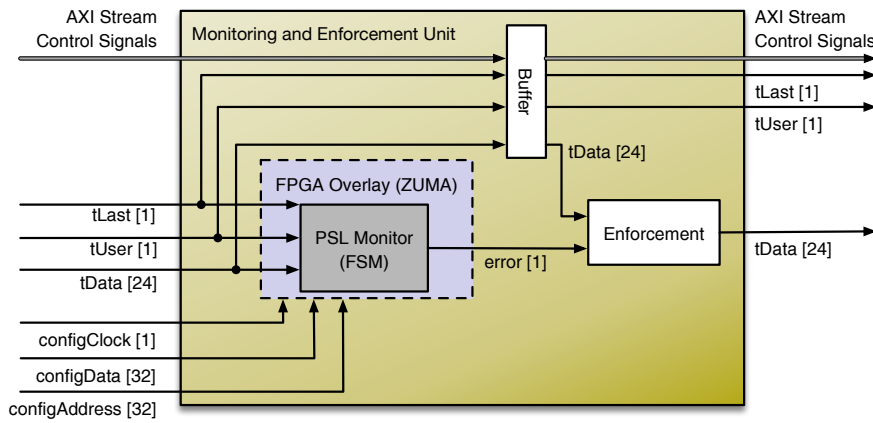 AXI Stream
Control Signals
Monitoring and Enforcement Unit
Buffer
AXI Stream
Control Signals
tLast [1]
tUser [1]
tData [24]
FPGA Overlay (ZUMA)
tLast [1]
tUser [1]
tData [24]
PSL Monitor
(FSM)
error [1]
Enforcement
tData [24]
configClock [1]
configData [32]
configAddress [32]